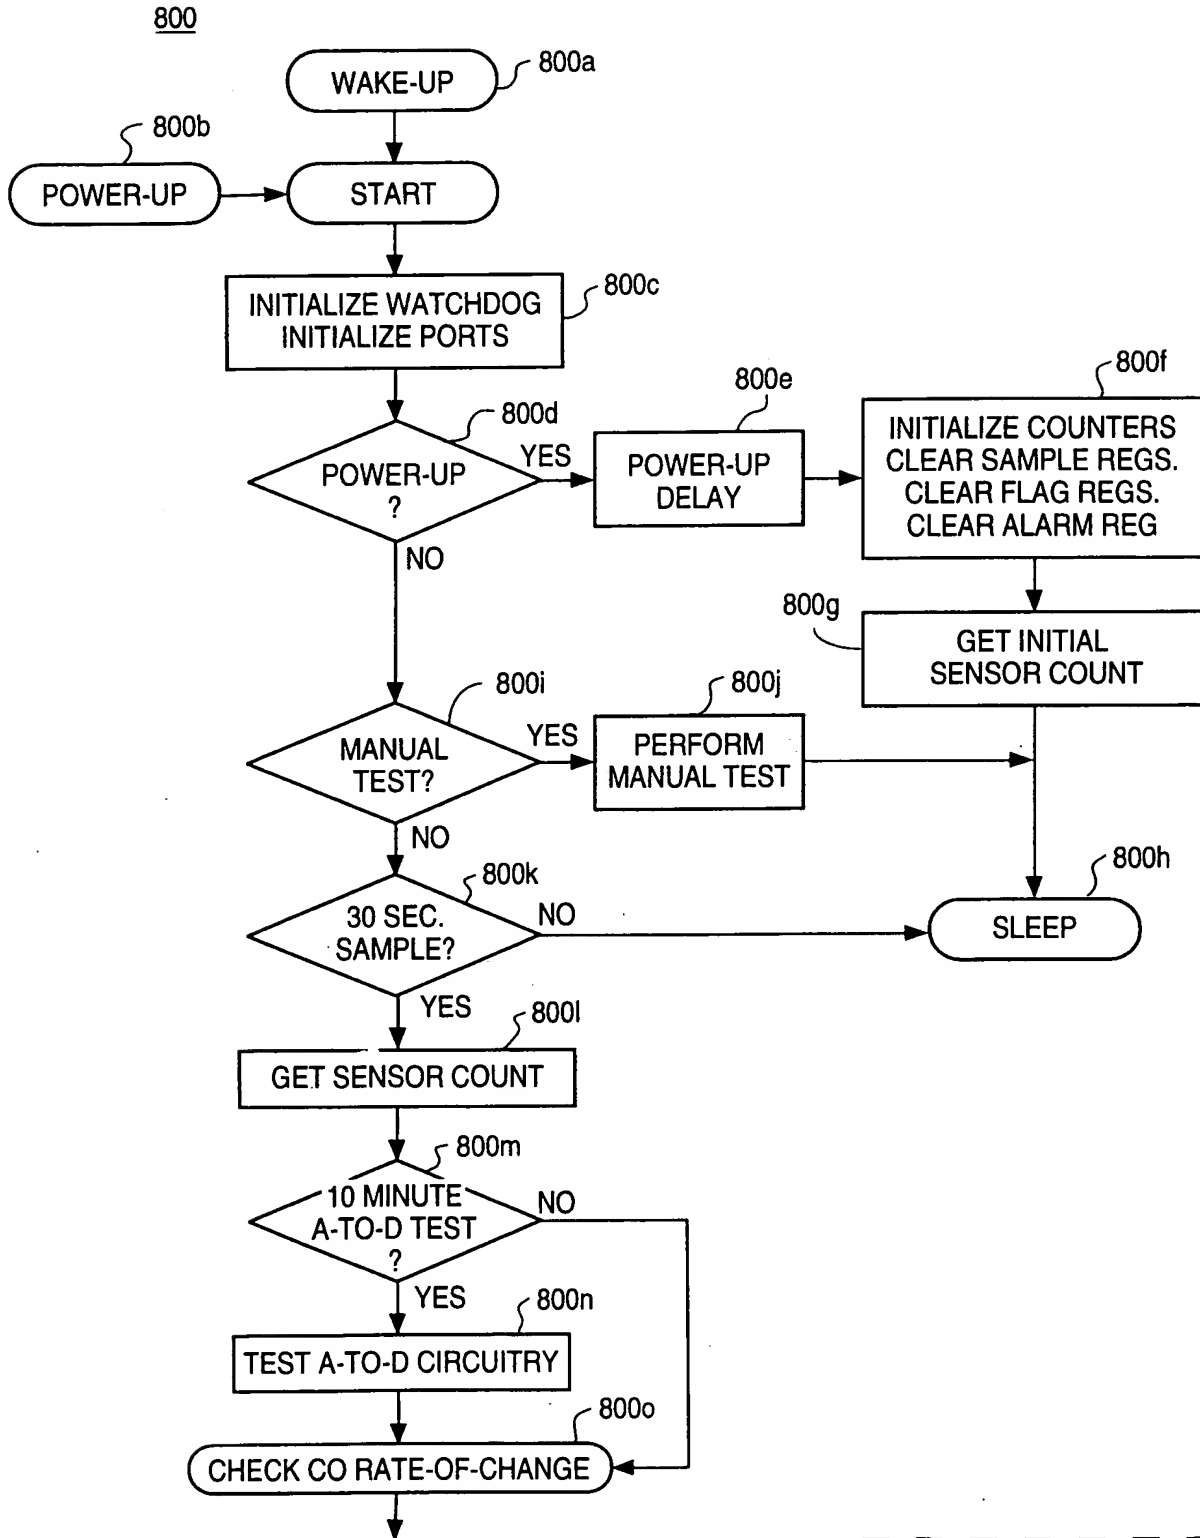 800
WAKE-UP
800a
800b
POWER-UP
START
INITIALIZE WATCHDOG
INITIALIZE PORTS
800c
POWER-UP
?
800d
YES
NO
800e
POWER-UP
DELAY
800f
INITIALIZE COUNTERS
CLEAR SAMPLE REGS.
CLEAR FLAG REGS.
CLEAR ALARM REG
800g
GET INITIAL
SENSOR COUNT
MANUAL
TEST?
800i
YES
NO
800j
PERFORM
MANUAL TEST
30 SEC.
SAMPLE?
800k
NO
YES
800h
SLEEP
800l
GET SENSOR COUNT
800m
10 MINUTE
A-TO-D TEST
?
NO
YES
800n
TEST A-TO-D CIRCUITRY
800o
CHECK CO RATE-OF-CHANGE